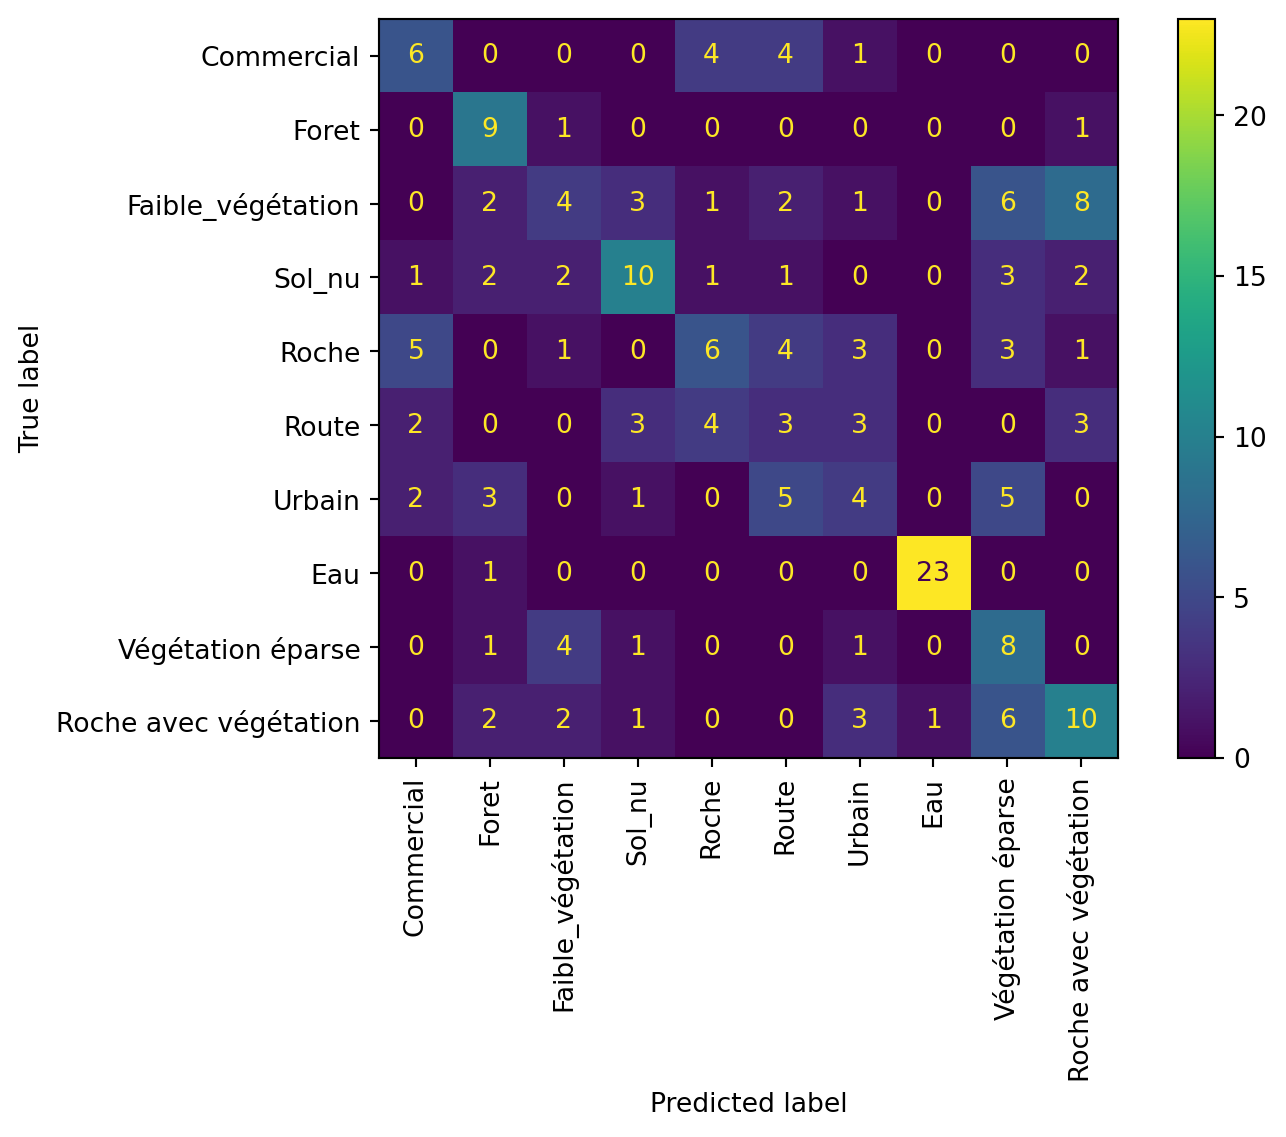 Commercial 6 0 0 0 4 4 1 0 0 0
Foret 0 9 1 0 0 0 0 0 0 1
Faible_végétation 0 2 4 3 1 2 1 0 6 8
Sol_nu 1 2 2 10 1 1 0 0 3 2
Roche 5 0 1 0 6 4 3 0 3 1
Route 2 0 0 3 4 3 3 0 0 3
Urbain 2 3 0 1 0 5 4 0 5 0
Eau 0 1 0 0 0 0 0 23 0 0
Végétation éparse 0 1 4 1 0 0 1 0 8 0
Roche avec végétation 0 2 2 1 0 0 3 1 6 10
True label
Commercial
Foret
Faible_végétation
Sol_nu
Roche
Route
Urbain
Eau
Végétation éparse
Roche avec végétation
Predicted label
20
15
10
5
0